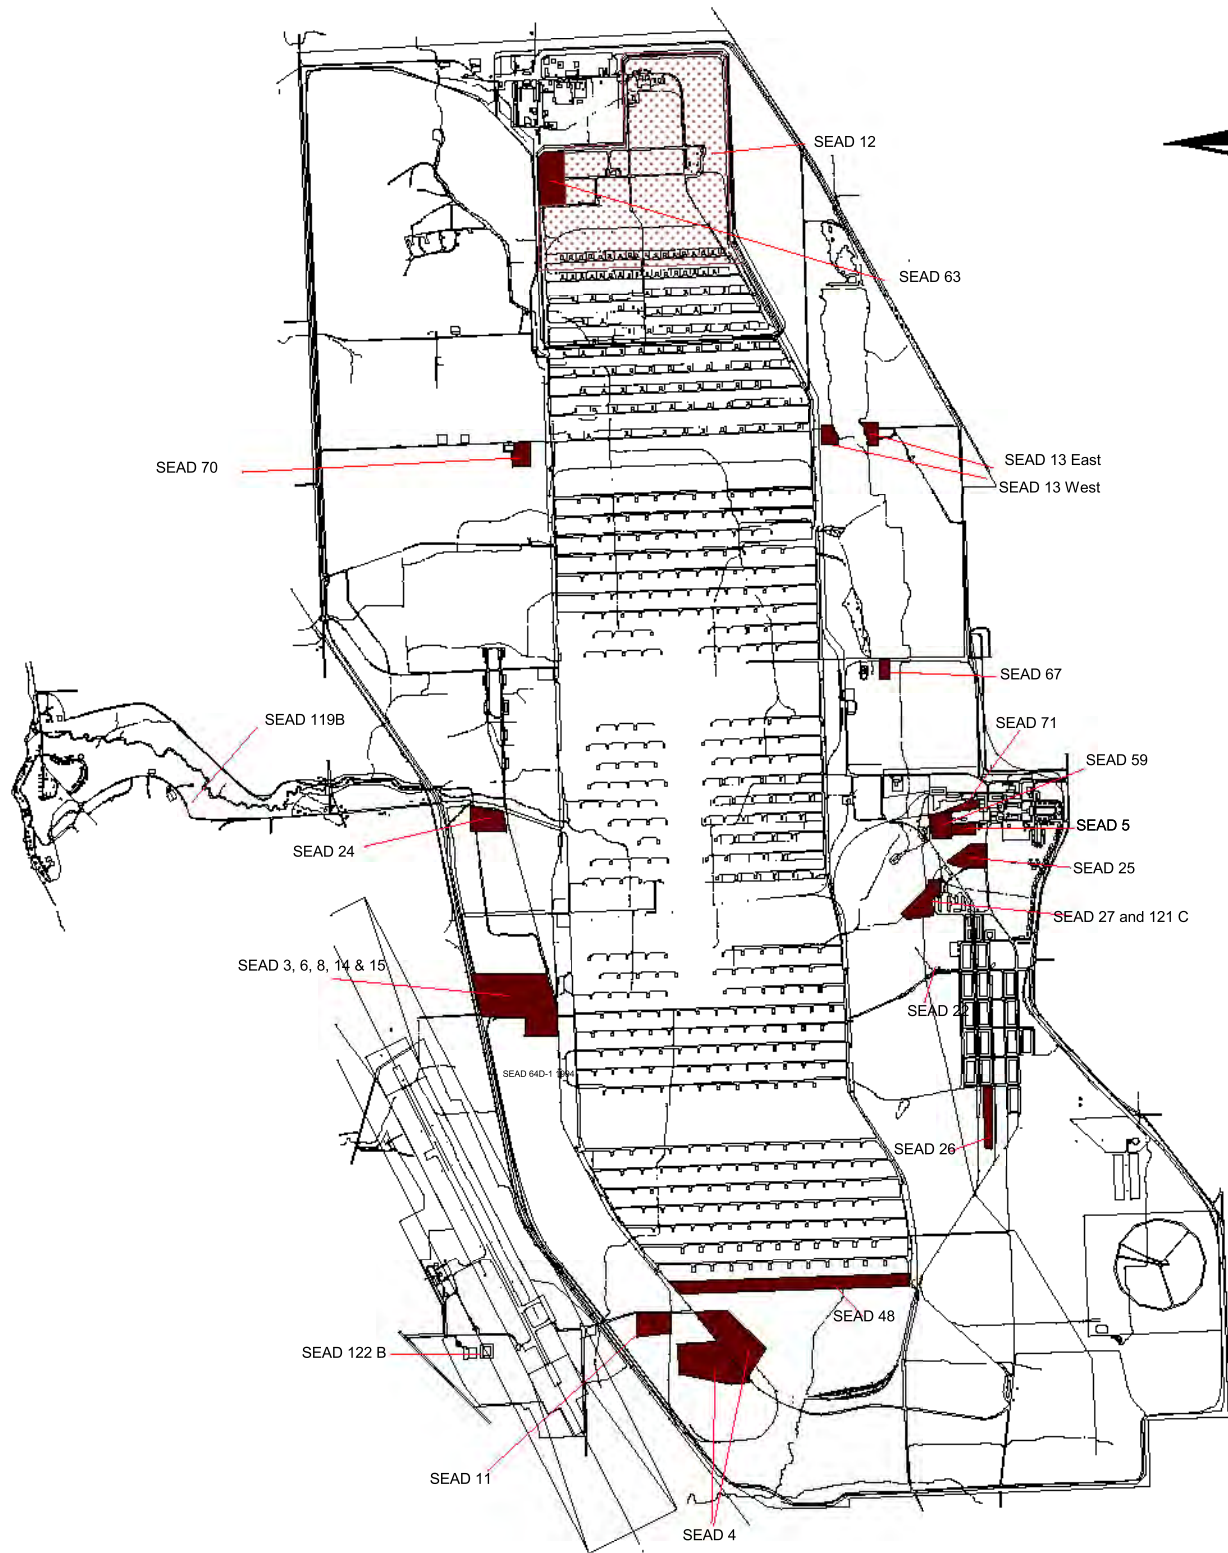 SEAD 12
SEAD 63
SEAD 13 East
SEAD 70
SEAD 13 West
SEAD 67
SEAD 119B
SEAD 71
SEAD 59
SEAD 5
SEAD 24
SEAD 25
SEAD 27 and 121 C
SEAD 3, 6, 8, 14 & 15
SEAD 22
SEAD 64D-1 1994
SEAD 26
SEAD 48
SEAD 122 B
SEAD 11
SEAD 4